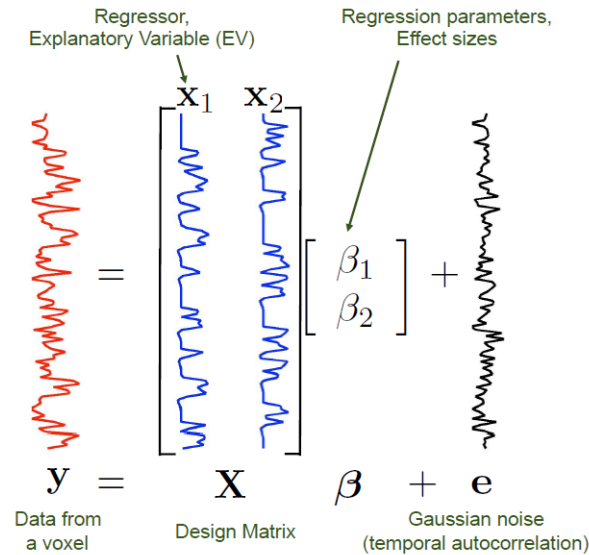 Regressor,
Explanatory Variable (EV)
Regression parameters,
Effect sizes
x₁ x₂
= β₁ +
β₂
y = X β + e
Data from
a voxel
Design Matrix
Gaussian noise
(temporal autocorrelation)